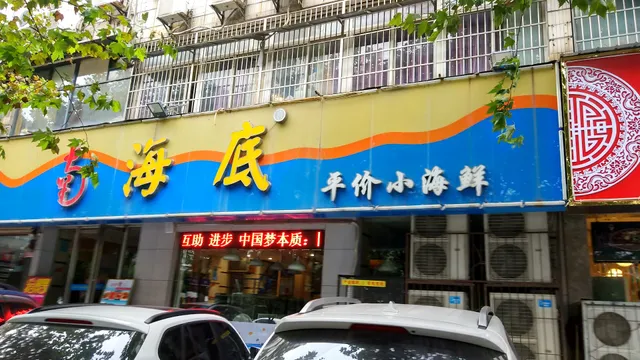 海底
平价小海鲜
互助 进步 中国梦本质：